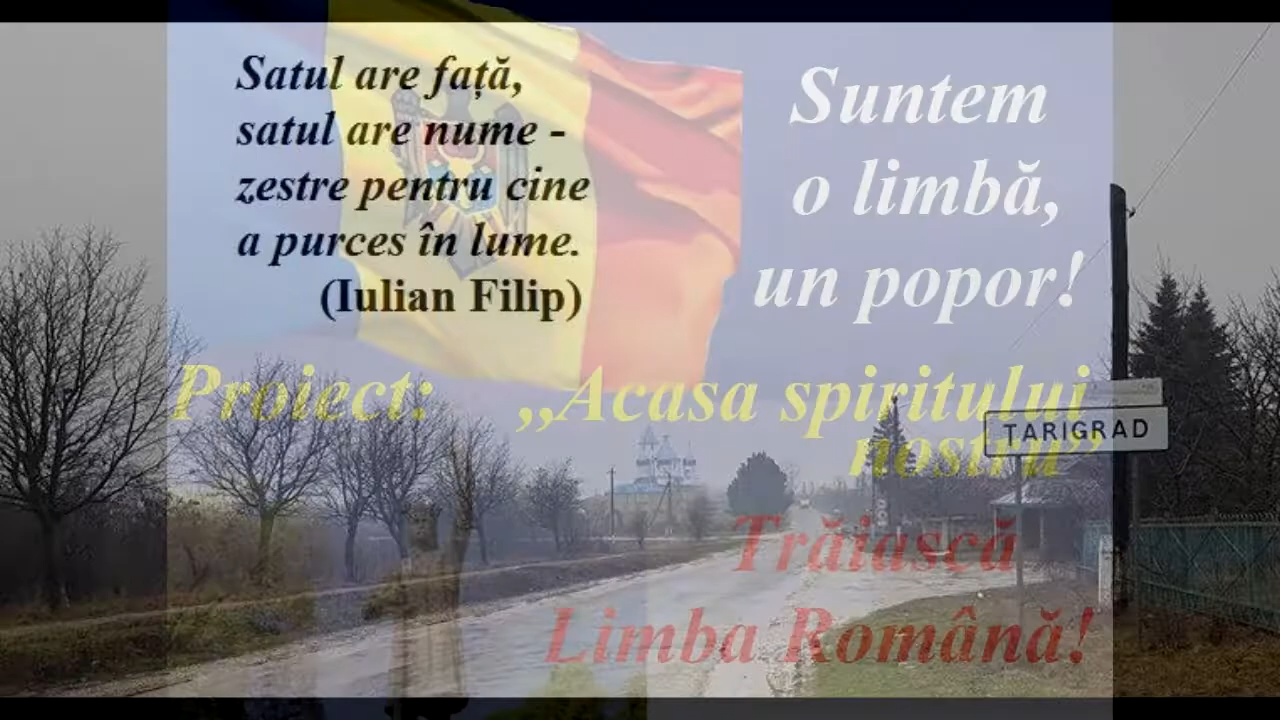 Satul are față,
satul are nume -
zestre pentru cine
a purces în lume.
(Iulian Filip)
Suntem
o limbă,
un popor!
Proiect: ,,Acasa spiritului
nostru”
TARIGRAD
Trăiască
Limba Română!